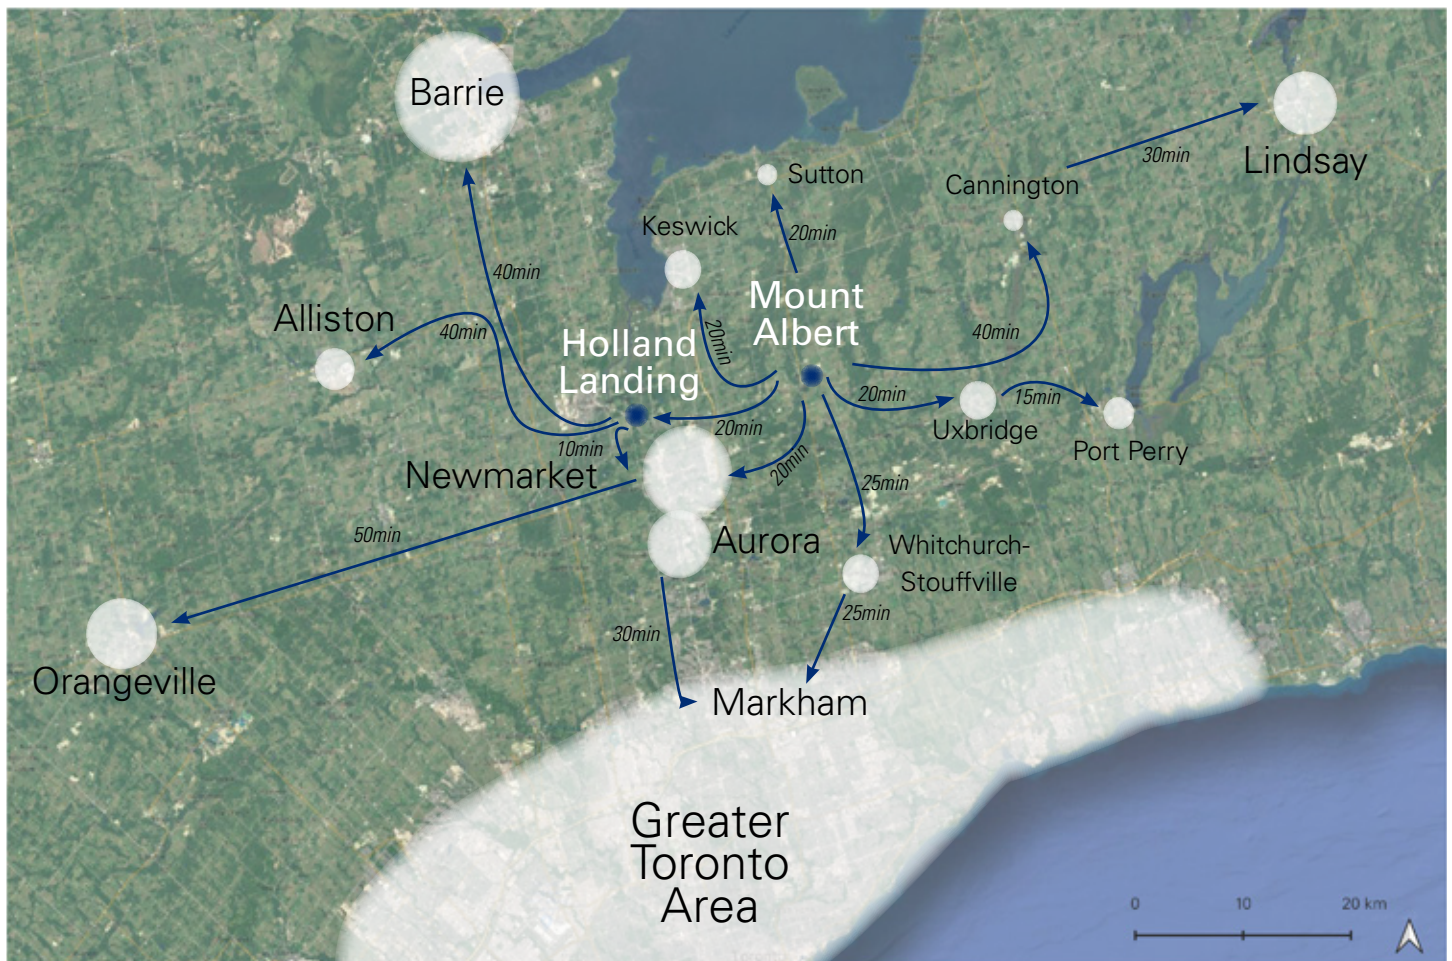 Barrie
Lindsay
30min
Sutton
Cannington
Keswick
20min
40min
Mount
Albert
Alliston
40min
20min
40min
Holland
Landing
20min
15min
20min
Uxbridge
Port Perry
10min
Newmarket
20min
25min
50min
Aurora
Whitchurch-
Stouffville
25min
30min
Orangeville
Markham
Greater
Toronto
Area
0 10 20 km